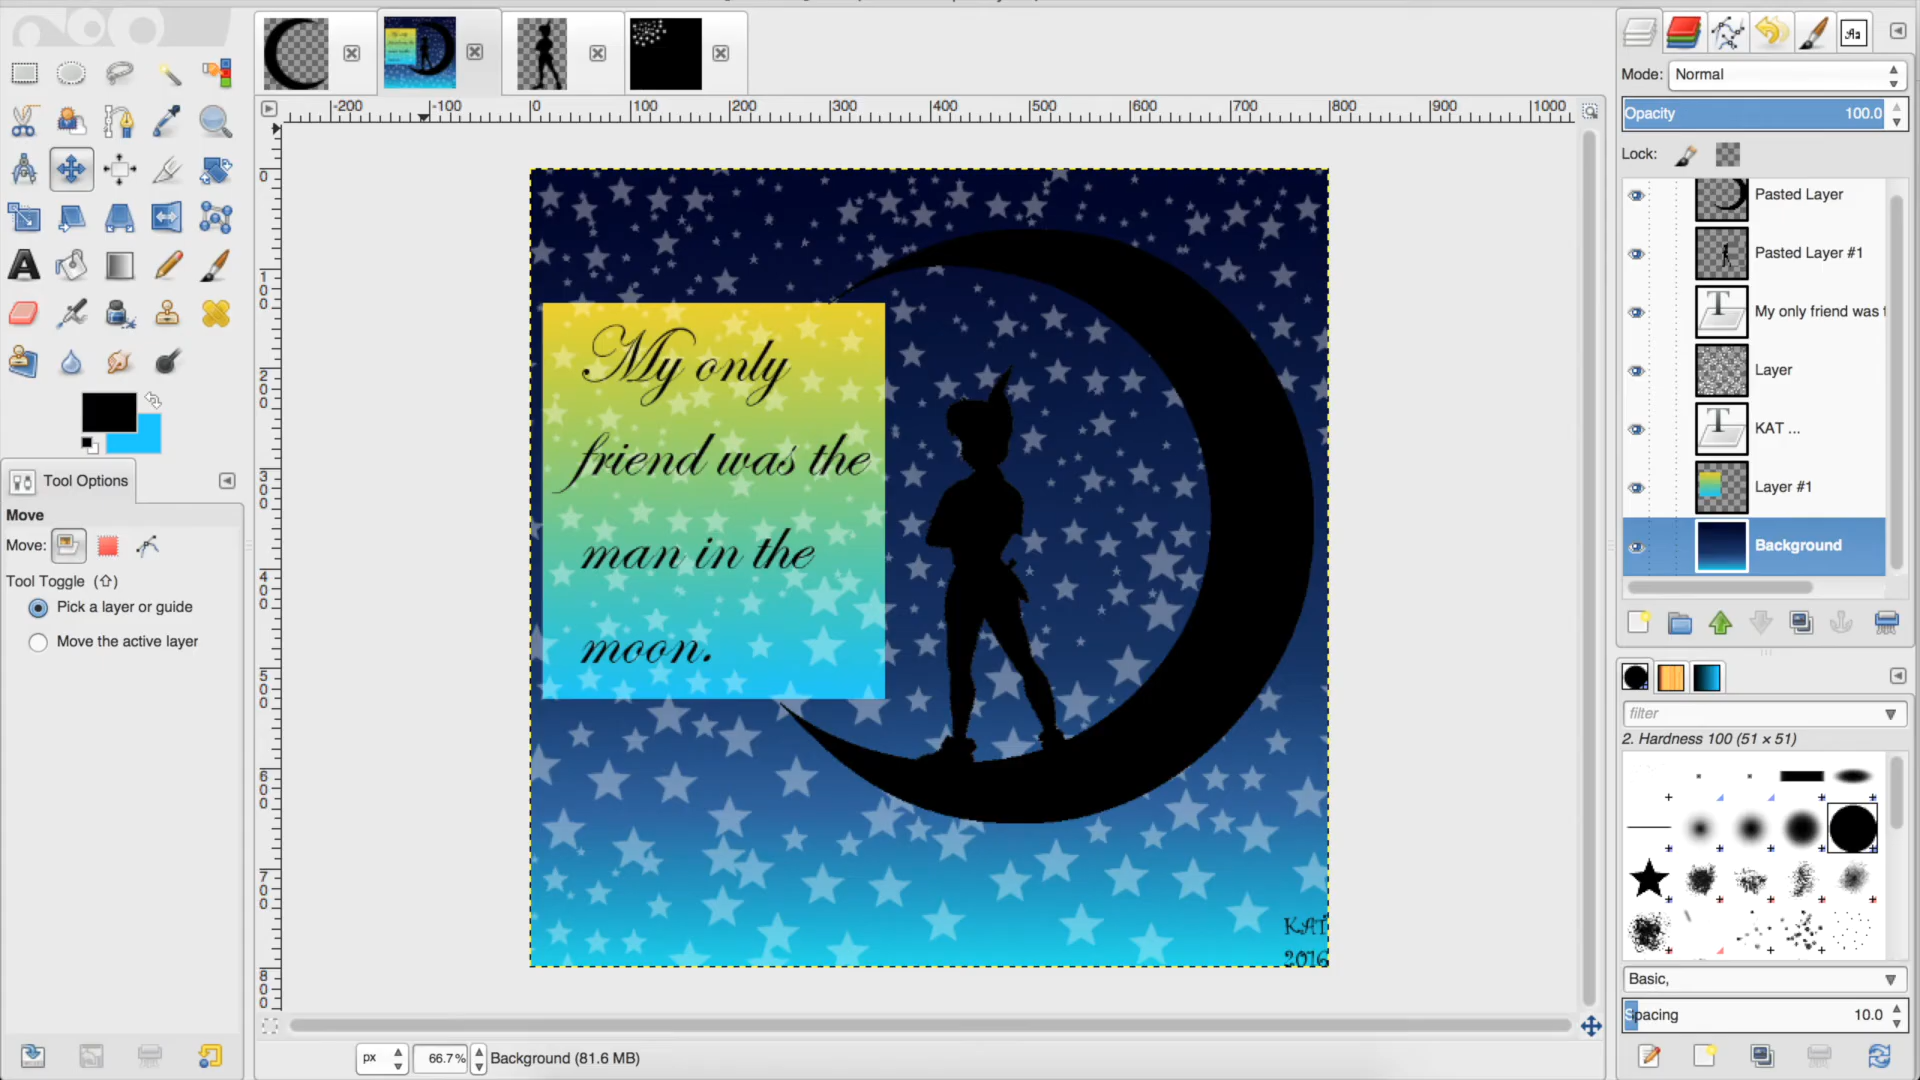 -200 -100 0 100 200 300 400 500 600 700 800 900 1000
Mode: Normal
Opacity 100.0
Lock:
Pasted Layer
Pasted Layer #1
My only friend was
Layer
KAT ...
Layer #1
Background
My only
friend was the
man in the
moon.
KAT
2016
Tool Options
Move
Move:
Tool Toggle (⇧)
Pick a layer or guide
Move the active layer
filter
2. Hardness 100 (51 × 51)
Basic,
Spacing 10.0
px 66.7% Background (81.6 MB)